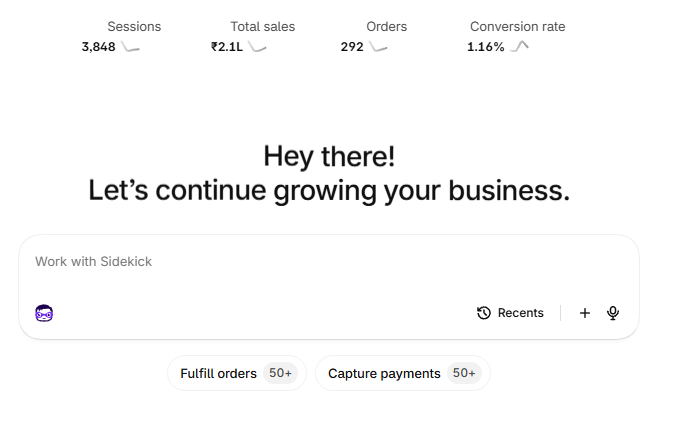 Sessions Total sales Orders Conversion rate
3,848 ₹2.1L 292 1.16%
Hey there!
Let’s continue growing your business.
Work with Sidekick
Recents
Fulfill orders 50+ Capture payments 50+